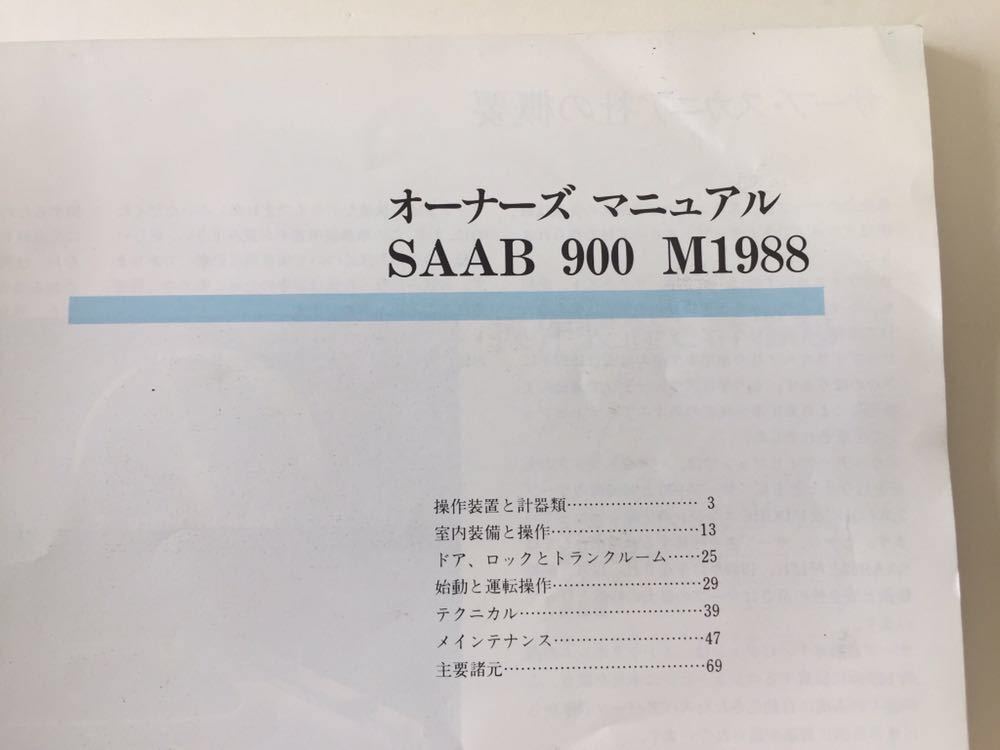 オーナーズ マニュアル
SAAB 900 M1988
操作装置と計器類…………………… 3
室内装備と操作………………………13
ドア、ロックとトランクルーム……25
始動と運転操作………………………29
テクニカル……………………………39
メインテナンス………………………47
主要諸元………………………………69